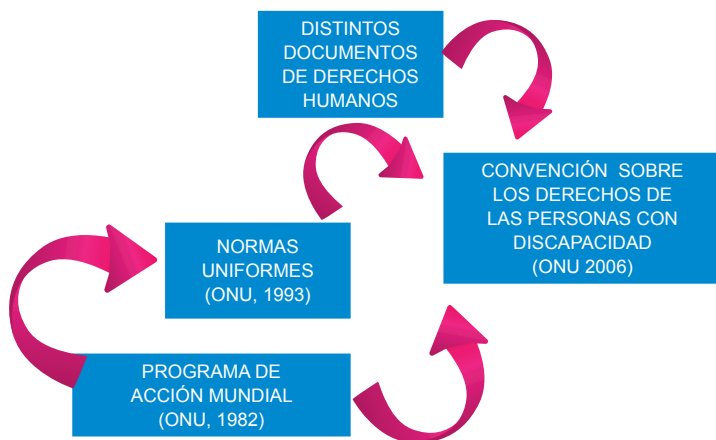 DISTINTOS
DOCUMENTOS
DE DERECHOS
HUMANOS
CONVENCIÓN SOBRE
LOS DERECHOS DE
LAS PERSONAS CON
DISCAPACIDAD
(ONU 2006)
NORMAS
UNIFORMES
(ONU, 1993)
PROGRAMA DE
ACCIÓN MUNDIAL
(ONU, 1982)